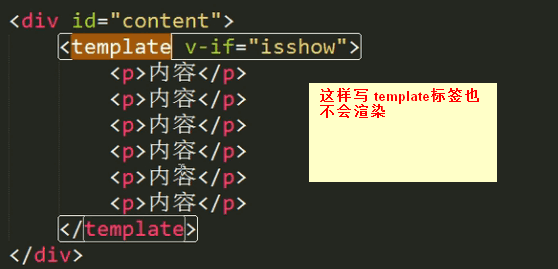 <div id="content">
<template v-if="isshow">
<p>内容</p>
<p>内容</p>
<p>内容</p>
<p>内容</p>
<p>内容</p>
<p>内容</p>
</template>
</div>
这样写 template标签也
不会渲染